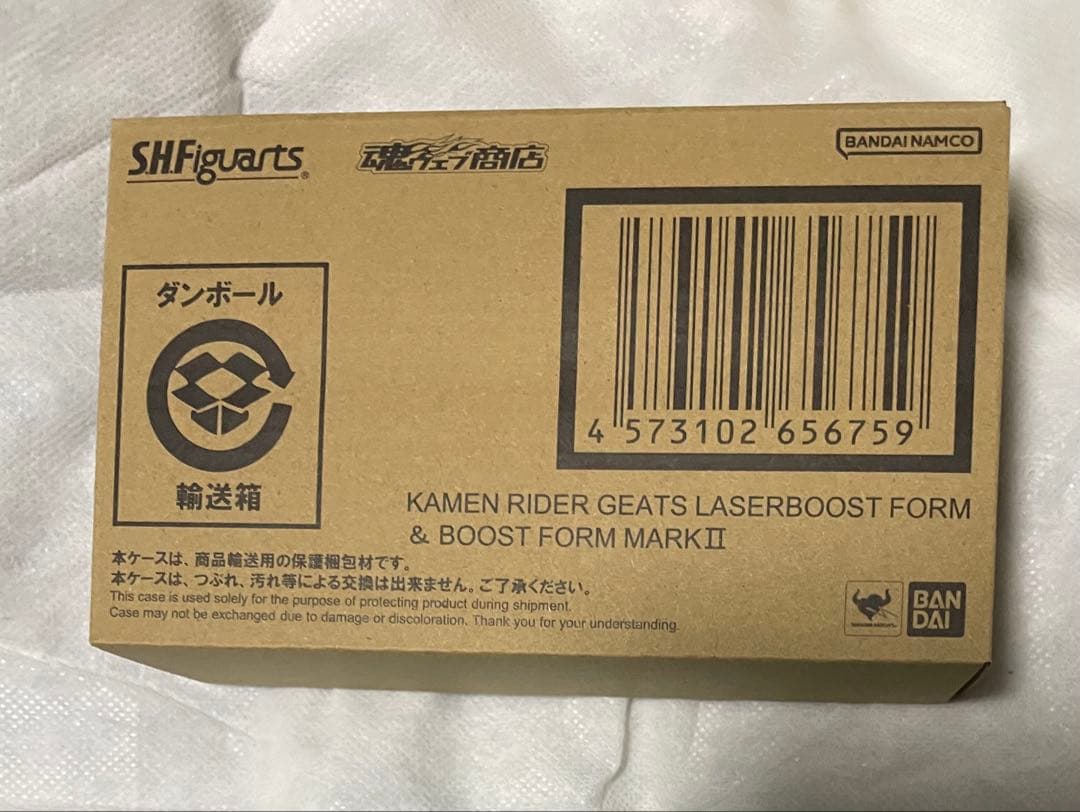 S.H.Figuarts
魂ウェブ商店
BANDAI NAMCO
ダンボール
輸送箱
4 573102 656759
KAMEN RIDER GEATS LASERBOOST FORM
& BOOST FORM MARKⅡ
本ケースは、商品輸送用の保護梱包材です。
本ケースは、つぶれ、汚れ等による交換は出来ません。ご了承ください。
This case is used solely for the purpose of protecting product during shipment.
Case may not be exchanged due to damage or discoloration. Thank you for your understanding.
BAN
DAI